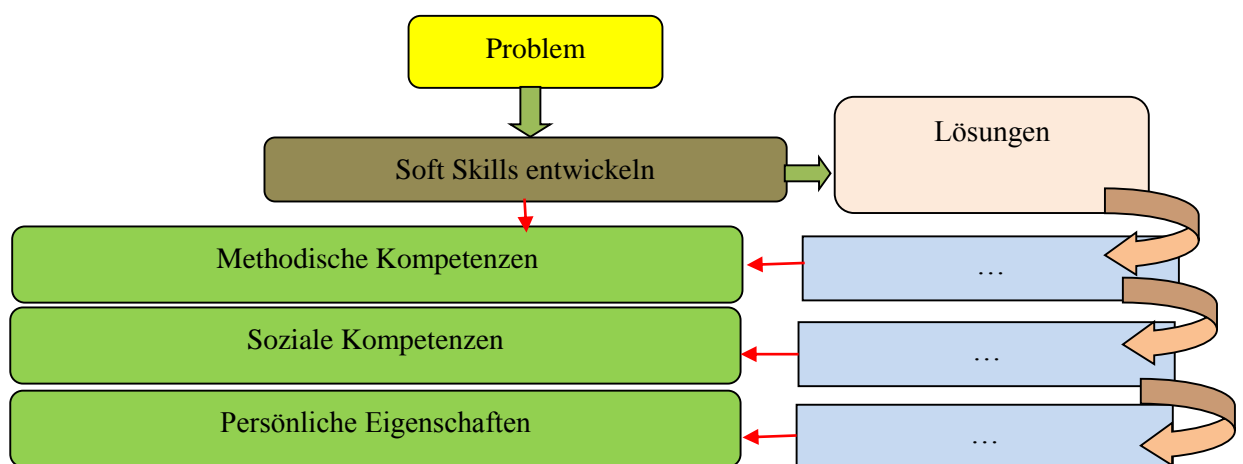 Problem
Lösungen
Soft Skills entwickeln
Methodische Kompetenzen
…
Soziale Kompetenzen
…
Persönliche Eigenschaften
…